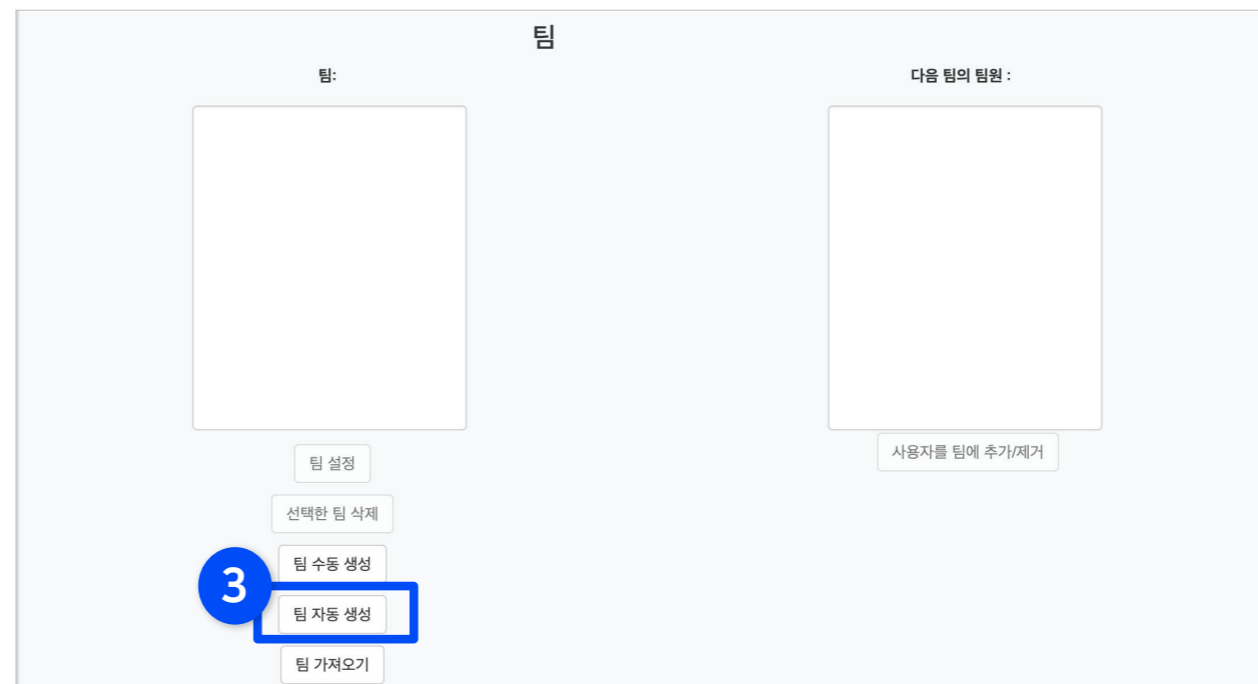 팀
팀:
다음 팀의 팀원 :
팀 설정
사용자를 팀에 추가/제거
선택한 팀 삭제
팀 수동 생성
3
팀 자동 생성
팀 가져오기